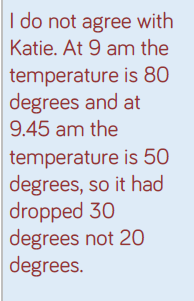 I do not agree with
Katie. At 9 am the
temperature is 80
degrees and at
9.45 am the
temperature is 50
degrees, so it had
dropped 30
degrees not 20
degrees.